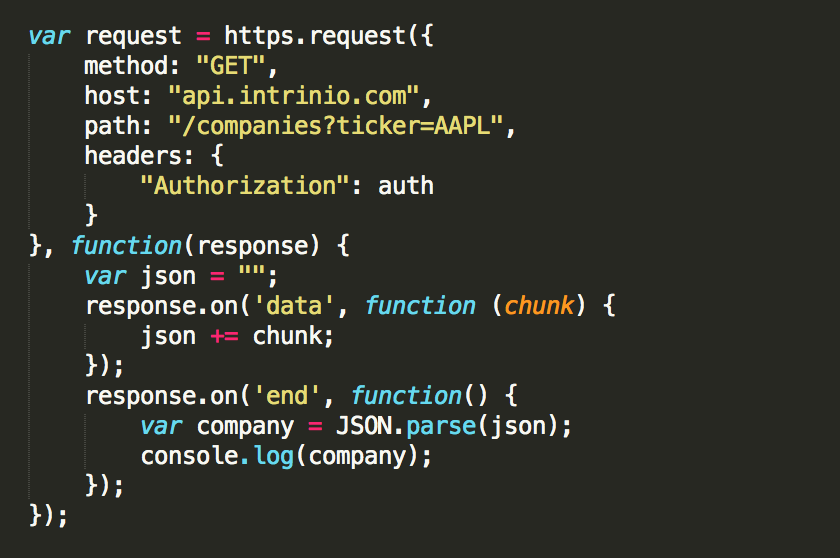 var request = https.request({
    method: "GET",
    host: "api.intrinio.com",
    path: "/companies?ticker=AAPL",
    headers: {
        "Authorization": auth
    }
}, function(response) {
    var json = "";
    response.on('data', function (chunk) {
        json += chunk;
    });
    response.on('end', function() {
        var company = JSON.parse(json);
        console.log(company);
    });
});